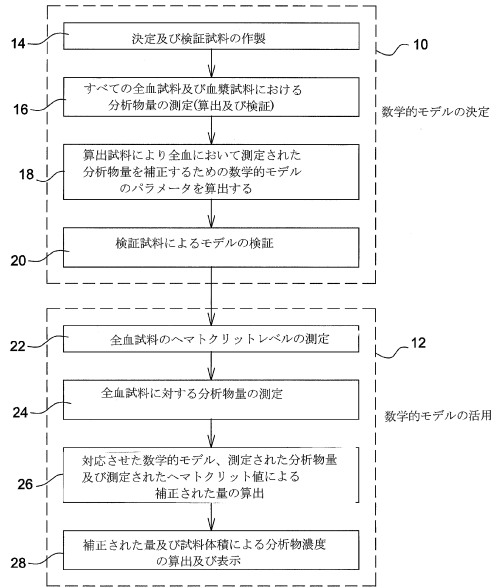 14
決定及び検証試料の作製
10
16
すべての全血試料及び血漿試料における
分析物量の測定(算出及び検証)
数学的モデルの決定
18
算出試料により全血において測定された
分析物量を補正するための数学的モデル
のパラメータを算出する
20
検証試料によるモデルの検証
22
全血試料のヘマトクリットレベルの測定
12
24
全血試料に対する分析物量の測定
数学的モデルの活用
26
対応させた数学的モデル、測定された分析物量
及び測定されたヘマトクリット値による
補正された量の算出
28
補正された量及び試料体積による分析物濃度
の算出及び表示